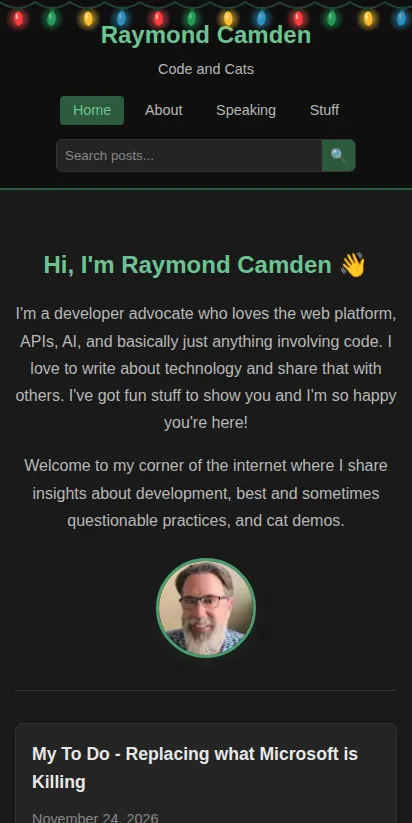 Raymond Camden
Code and Cats
Home About Speaking Stuff
Search posts...
Hi, I'm Raymond Camden 👋
I'm a developer advocate who loves the web platform,
APIs, AI, and basically just anything involving code. I
love to write about technology and share that with
others. I've got fun stuff to show you and I'm so happy
you're here!
Welcome to my corner of the internet where I share
insights about development, best and sometimes
questionable practices, and cat demos.
My To Do - Replacing what Microsoft is
Killing
November 24, 2026